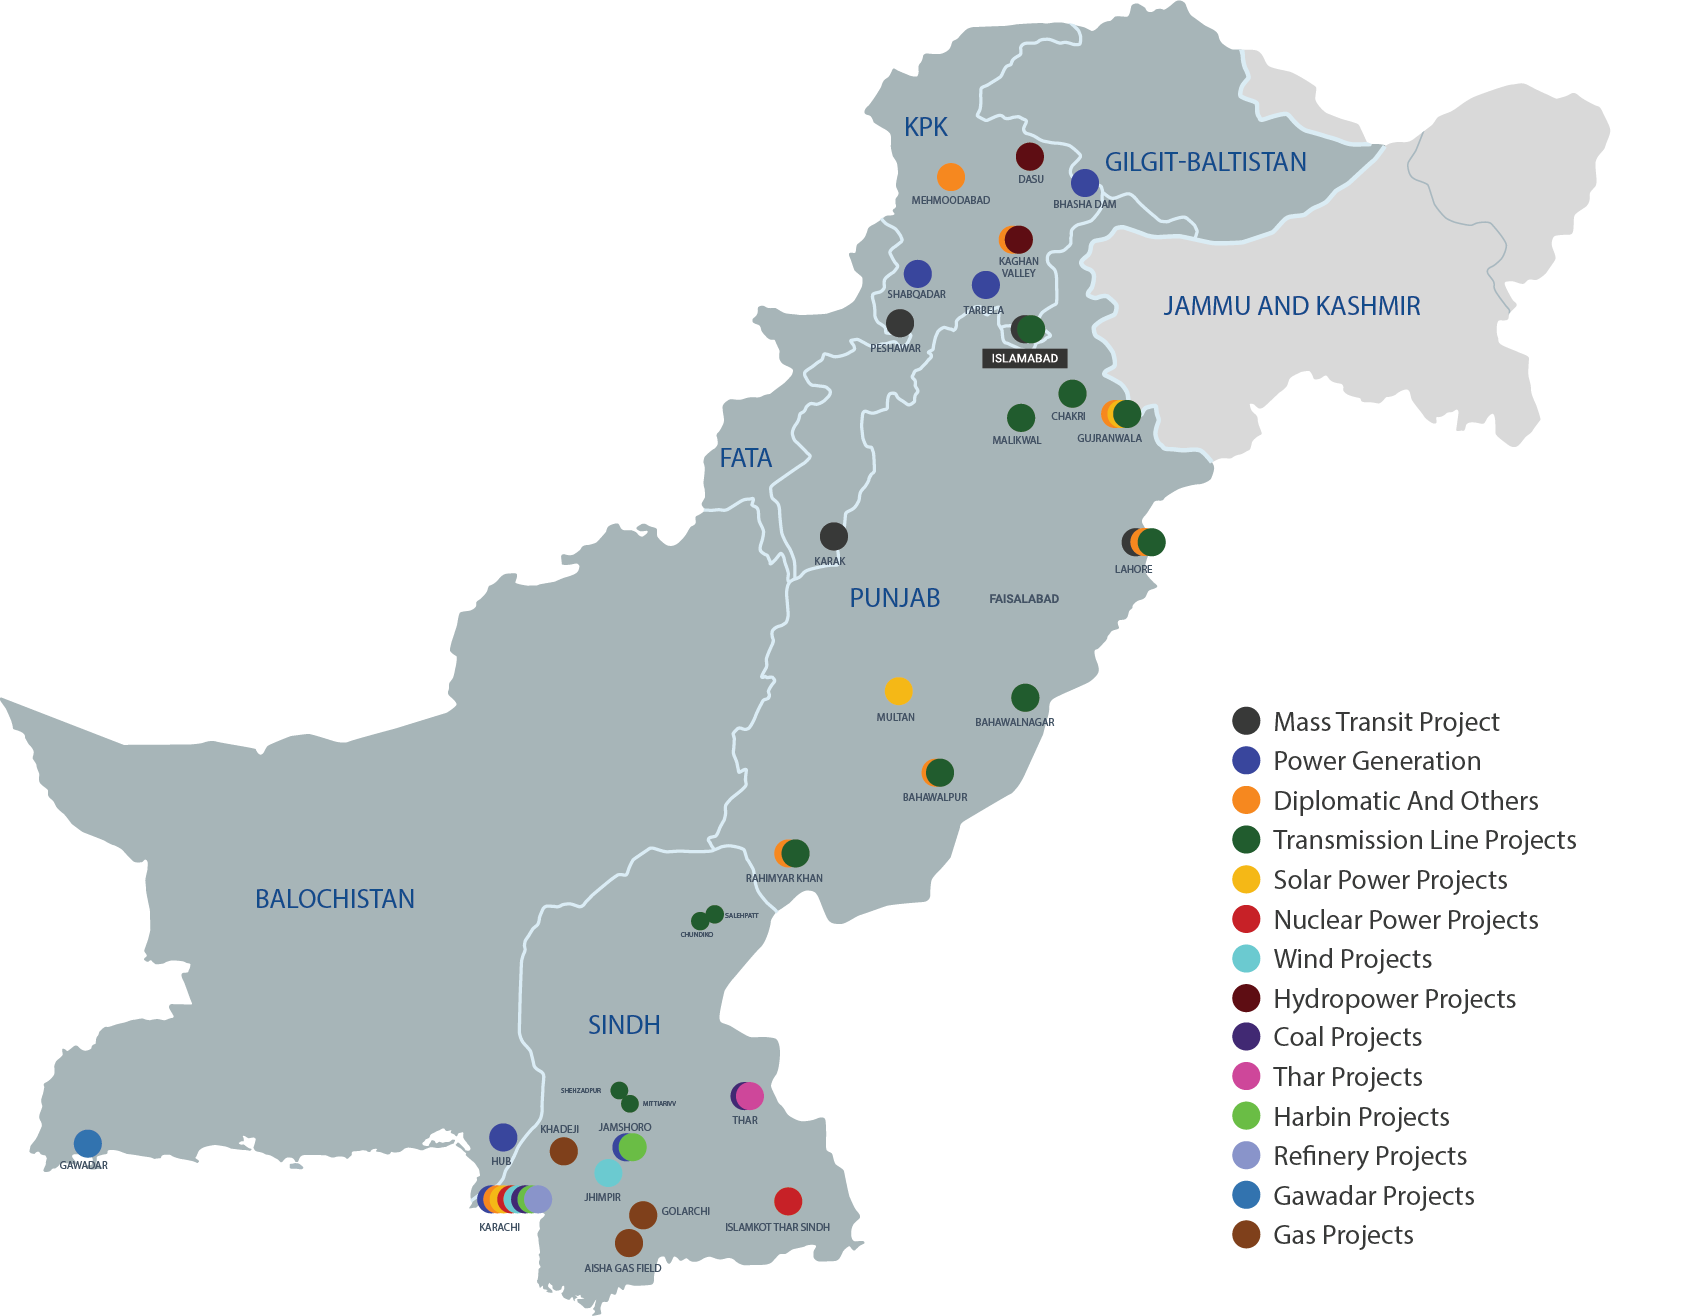 KPK
GILGIT-BALTISTAN
DASU
MEHMOODABAD
BHASHA DAM
KAGHAN
VALLEY
SHABQADAR
TARBELA
JAMMU AND KASHMIR
PESHAWAR
ISLAMABAD
CHAKRI
MALIKWAL
GUJRANWALA
FATA
KARAK
LAHORE
PUNJAB
FAISALABAD
MULTAN
BAHAWALNAGAR
BAHAWALPUR
RAHIMYAR KHAN
BALOCHISTAN
SALEHPATT
CHUNDIKO
SINDH
SHEHZADPUR
MITTIARIVV
THAR
KHADEJI
JAMSHORO
GAWADAR
HUB
JHIMPIR
GOLARCHI
KARACHI
ISLAMKOT THAR SINDH
AISHA GAS FIELD
Mass Transit Project
Power Generation
Diplomatic And Others
Transmission Line Projects
Solar Power Projects
Nuclear Power Projects
Wind Projects
Hydropower Projects
Coal Projects
Thar Projects
Harbin Projects
Refinery Projects
Gawadar Projects
Gas Projects